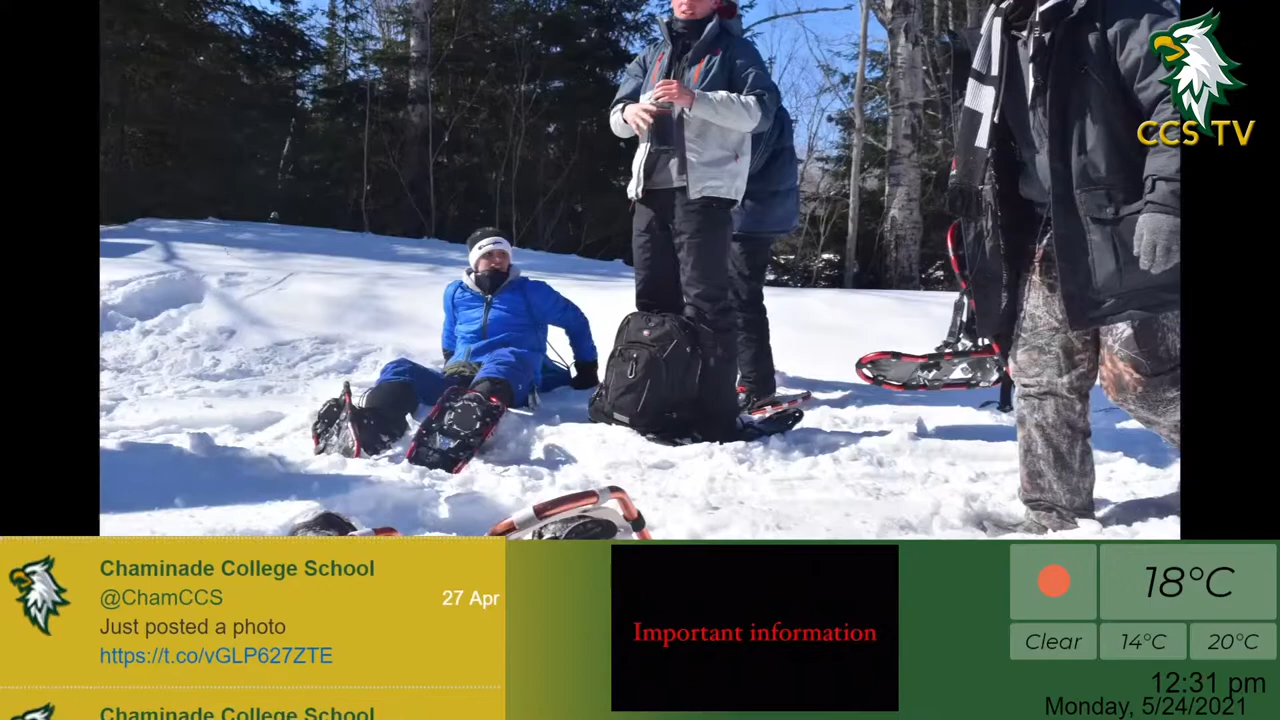 CCS TV
Chaminade College School
@ChamCCS
27 Apr
Just posted a photo
https://t.co/vGLP627ZTE
Chaminade College School
Important information
18°C
Clear
14°C
20°C
12:31 pm
Monday, 5/24/2021